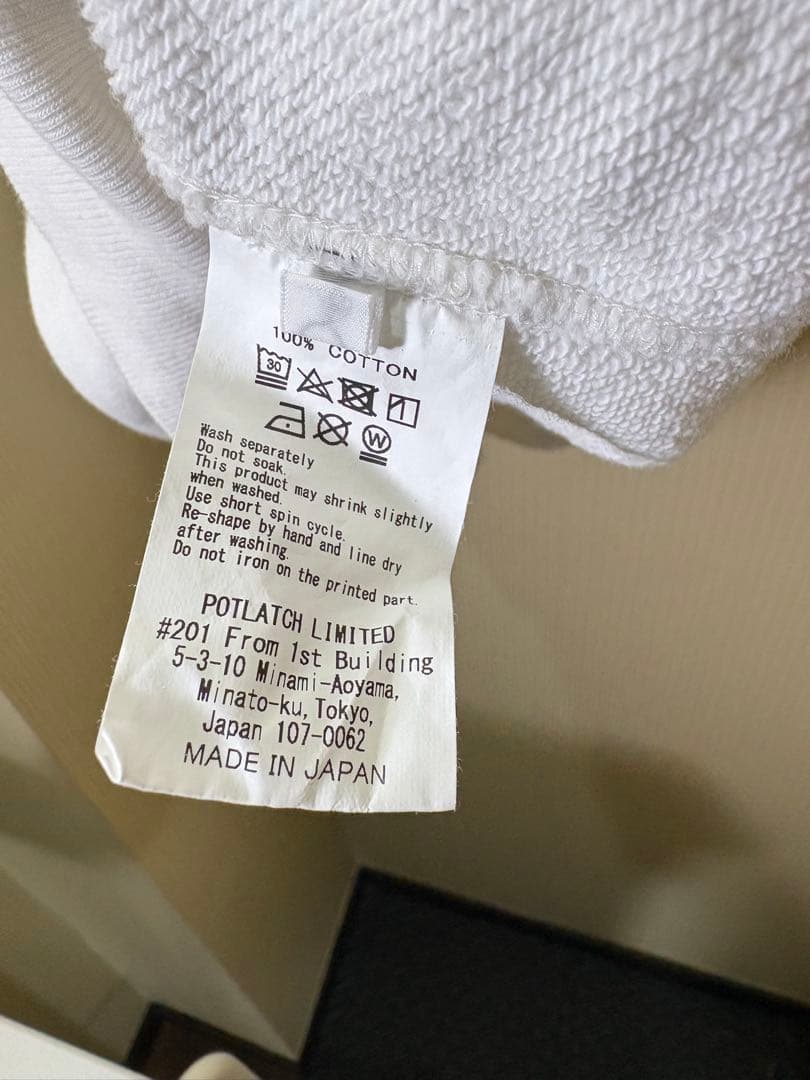 100% COTTON
30
W
Wash separately
Do not soak.
This product may shrink slightly
when washed.
Use short spin cycle.
Re-shape by hand and line dry
after washing.
Do not iron on the printed part.
POTLATCH LIMITED
#201 From 1st Building
5-3-10 Minami-Aoyama,
Minato-ku, Tokyo,
Japan 107-0062
MADE IN JAPAN